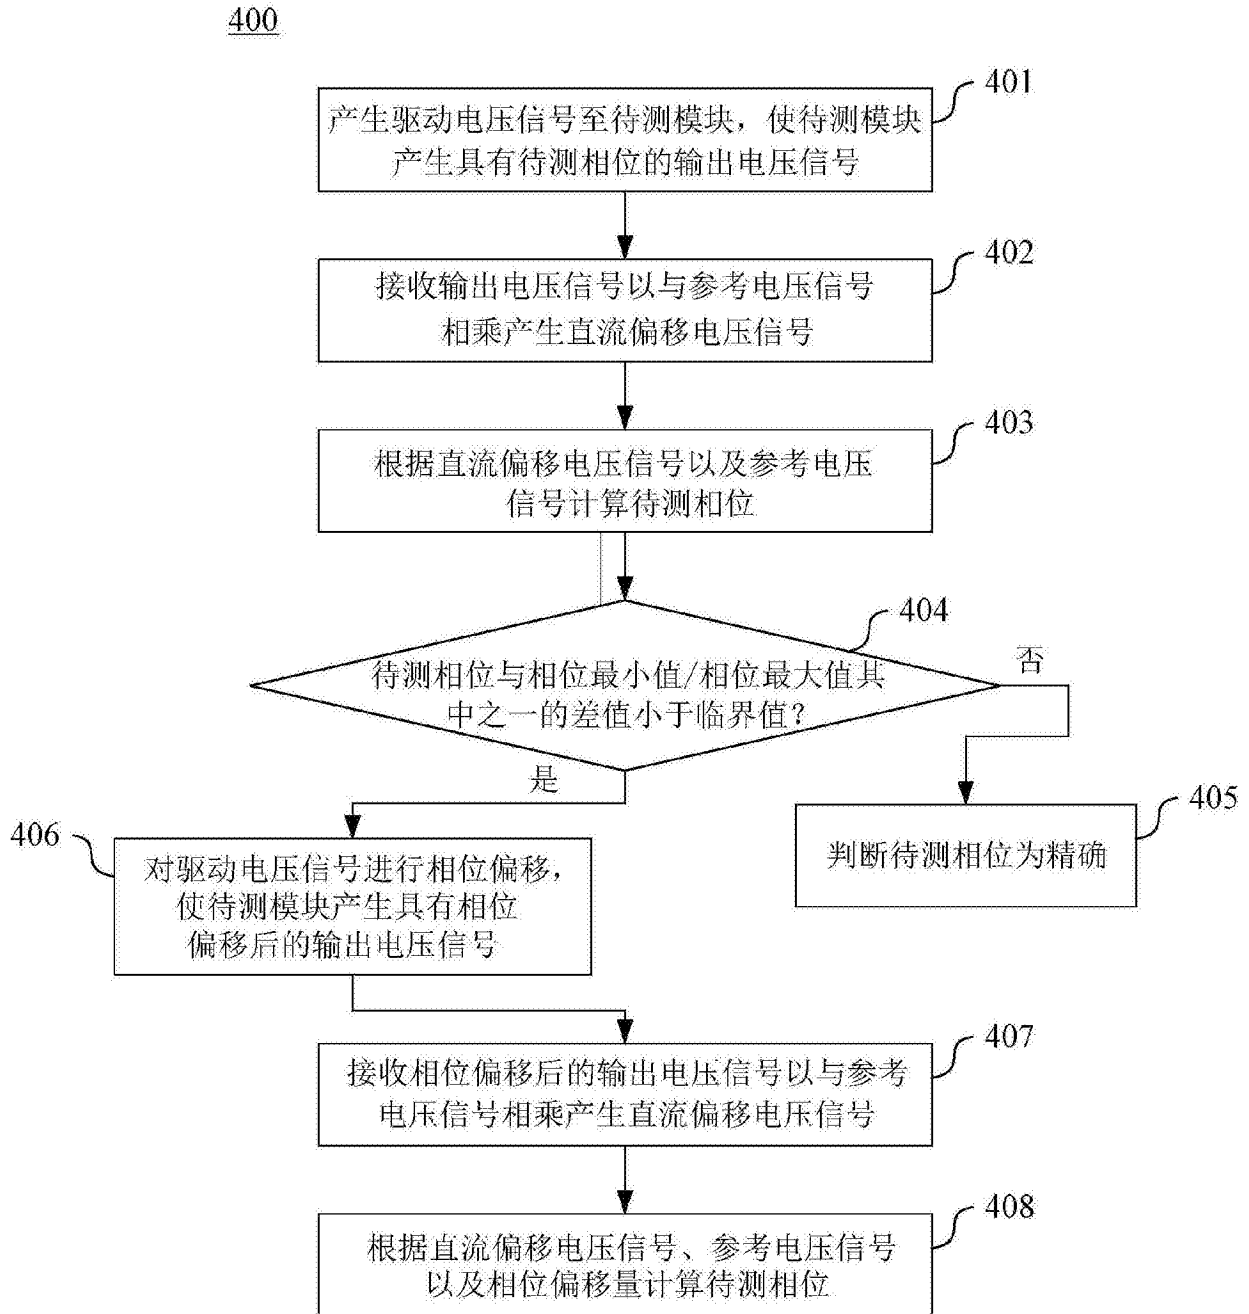 400
401
产生驱动电压信号至待测模块，使待测模块
产生具有待测相位的输出电压信号
402
接收输出电压信号以与参考电压信号
相乘产生直流偏移电压信号
403
根据直流偏移电压信号以及参考电压
信号计算待测相位
404
待测相位与相位最小值/相位最大值其
中之一的差值小于临界值？
否
是
405
判断待测相位为精确
406
对驱动电压信号进行相位偏移，
使待测模块产生具有相位
偏移后的输出电压信号
407
接收相位偏移后的输出电压信号以与参考
电压信号相乘产生直流偏移电压信号
408
根据直流偏移电压信号、参考电压信号
以及相位偏移量计算待测相位